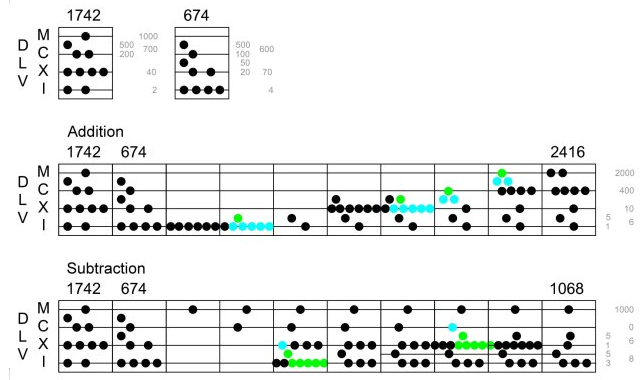 1742 674
M 1000
D 500 700 500 600
C 200 100
L 50
X 40 20 70
V
I 2 4
Addition
1742 674 2416
M 2000
D
C 400
L
X 10
V 5 6
I 1
Subtraction
1742 674 1068
M 1000
D
C 0
L 5 6
X 1
V 5 8
I 3